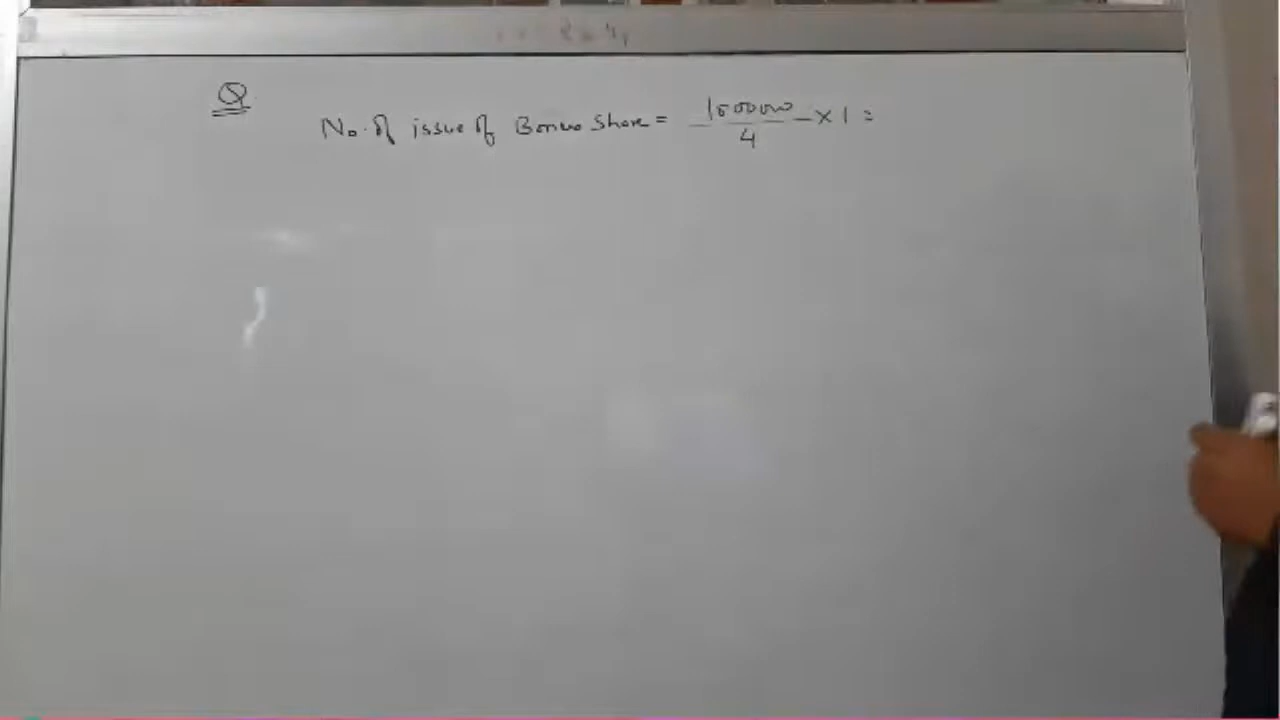 Q
No. of issue of Bonus Share = 100000/4 × 1 =